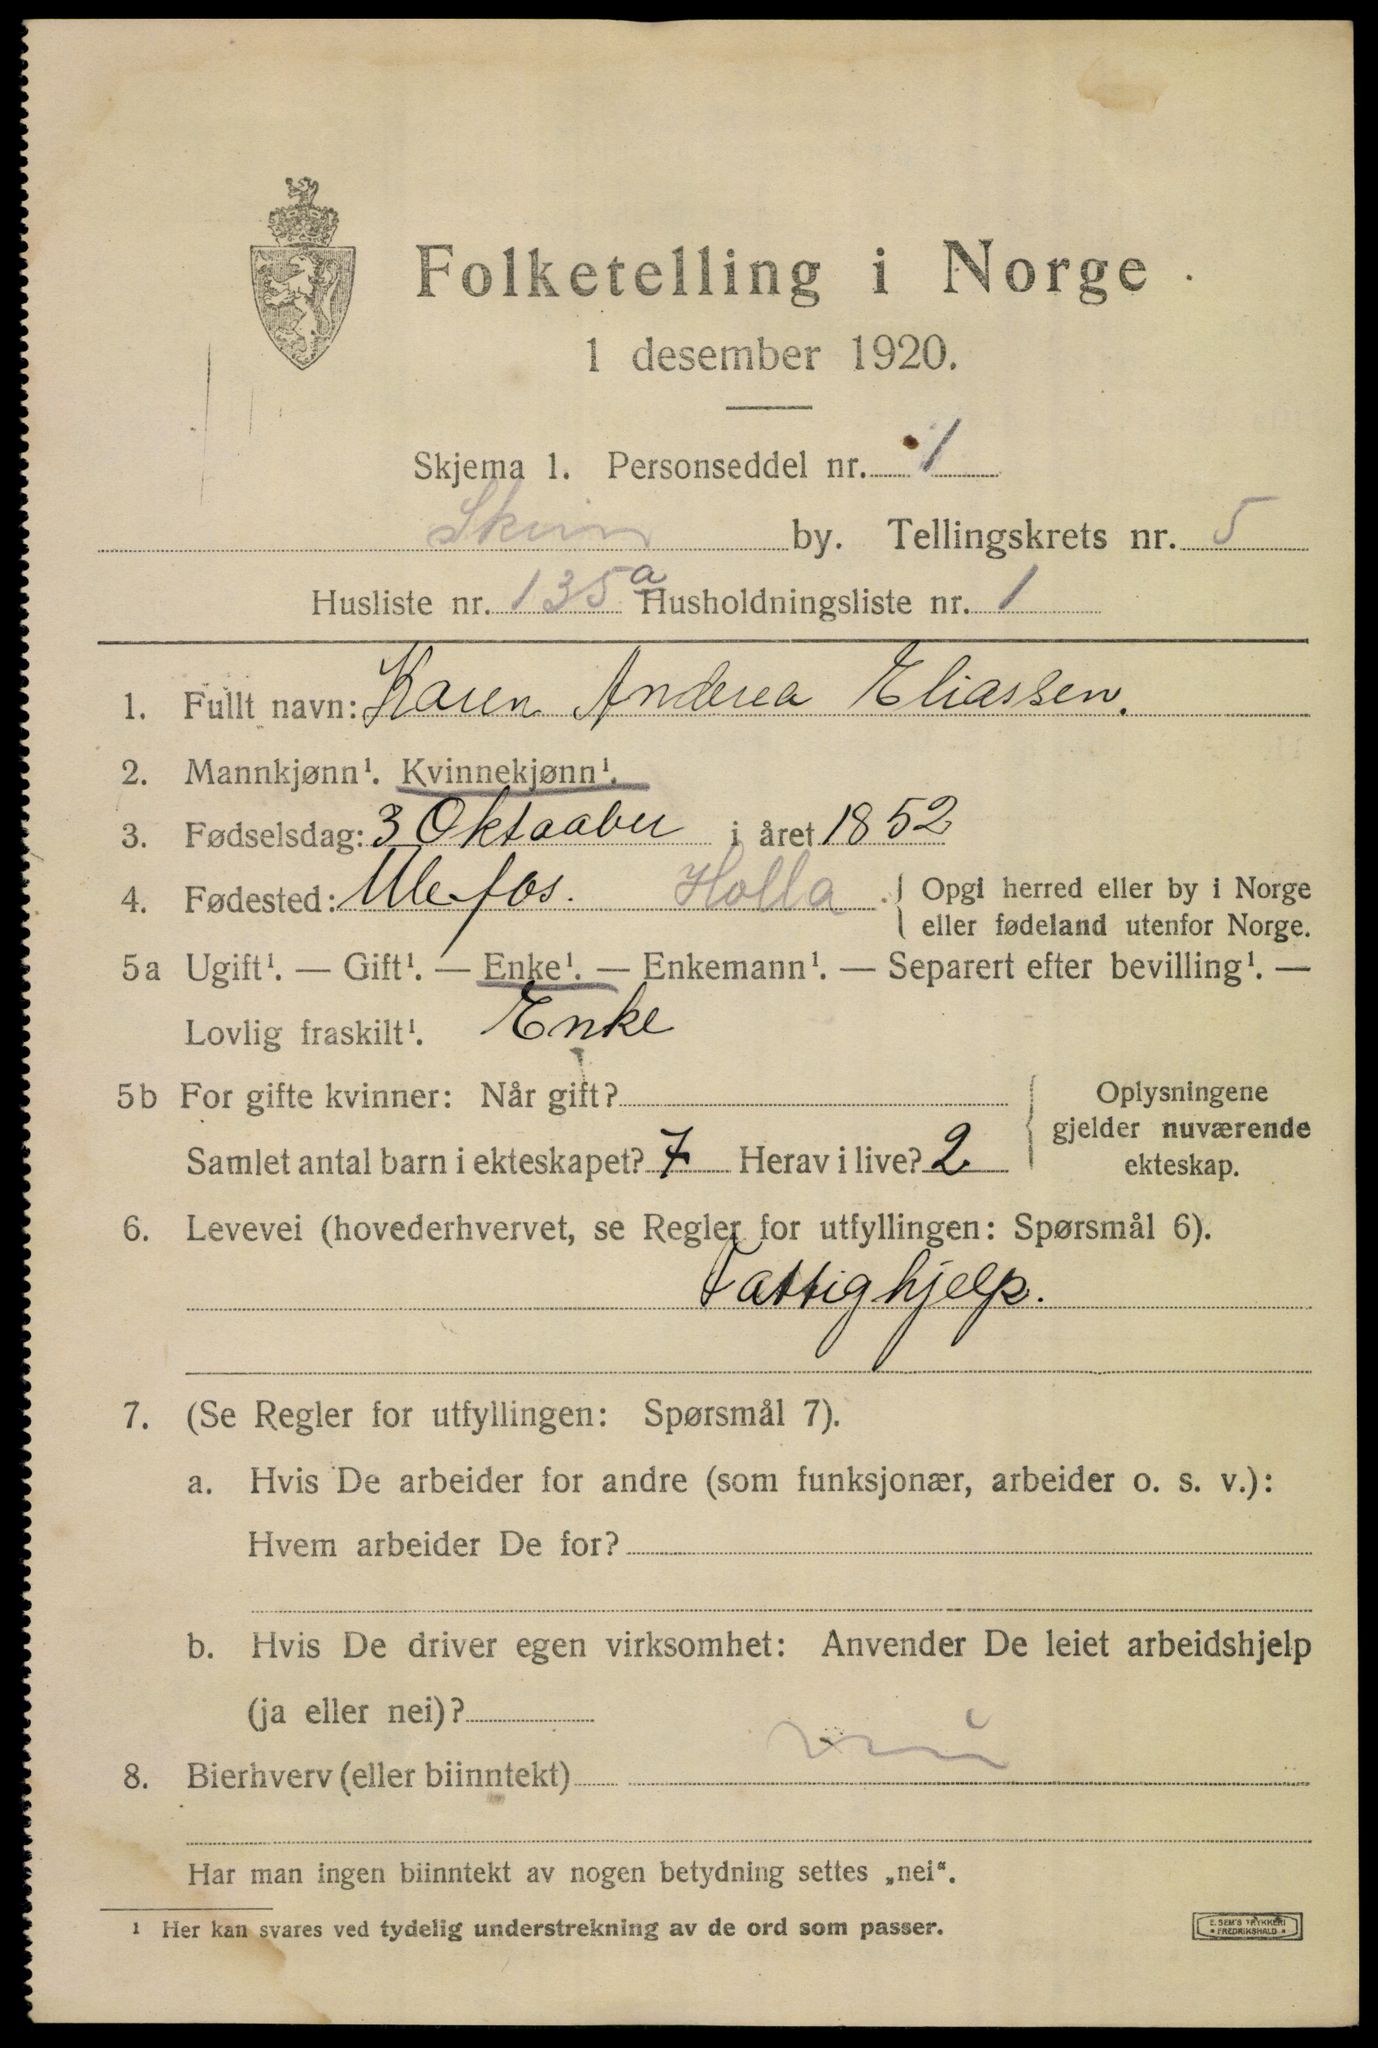 Folketelling i Norge
1 desember 1920.
Skjema 1. Personseddel nr. 1
Skien by. Tellingskrets nr. 5
Husliste nr. 135a Husholdningsliste nr. 1
1. Fullt navn: Karen Anderea Eliassen.
2. Mannkjønn¹. Kvinnekjønn¹.
3. Fødselsdag: 3 Oktaaber i året 1852
4. Fødested: Ulefos. Holla. Opgi herred eller by i Norge
eller fødeland utenfor Norge.
5a Ugift¹. — Gift¹. — Enke¹. — Enkemann¹. — Separert efter bevilling¹. —
Lovlig fraskilt¹. Enke
5b For gifte kvinner: Når gift?
Samlet antal barn i ekteskapet? 7 Herav i live? 2
Oplysningene
gjelder nuværende
ekteskap.
6. Levevei (hovederhvervet, se Regler for utfyllingen: Spørsmål 6).
Fattighjelp.
7. (Se Regler for utfyllingen: Spørsmål 7).
a. Hvis De arbeider for andre (som funksjonær, arbeider o. s. v.):
Hvem arbeider De for?
b. Hvis De driver egen virksomhet: Anvender De leiet arbeidshjelp
(ja eller nei)?
8. Bierhverv (eller biinntekt) nei
Har man ingen biinntekt av nogen betydning settes „nei“.
¹ Her kan svares ved tydelig understrekning av de ord som passer.
E. SEM'S TRYKKERI
FREDRIKSHALD